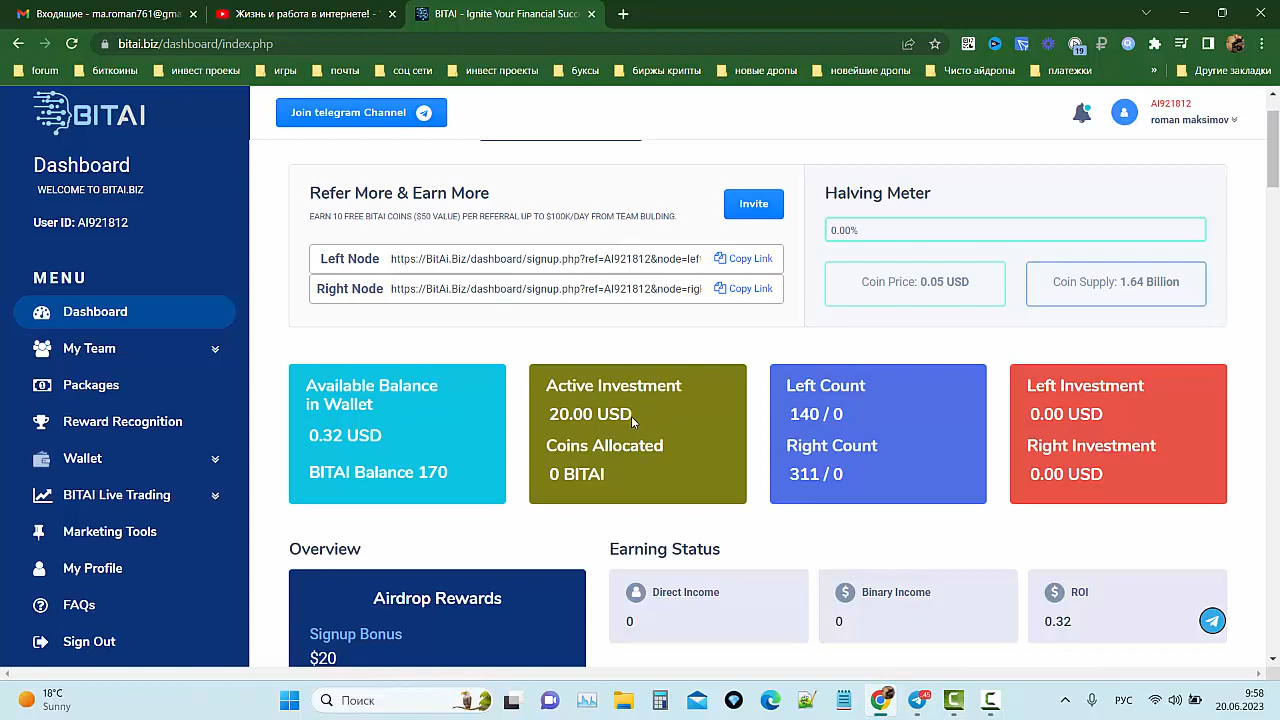 Входящие - ma.roman761@gma
Жизнь и работа в интернете! -
BITAI - Ignite Your Financial Succ
bitai.biz/dashboard/index.php
19
forum
биткоины
инвест проекты
игры
почты
соц сети
инвест проекты
буксы
биржы крипты
новые дропы
новейшие дропы
Чисто айдропы
платежки
»
Другие закладки
BITAI
Join telegram Channel
AI921812
roman maksimov
Dashboard
WELCOME TO BITAI.BIZ
User ID: AI921812
MENU
Dashboard
My Team
Packages
Reward Recognition
Wallet
BITAI Live Trading
Marketing Tools
My Profile
FAQs
Sign Out
Refer More & Earn More
EARN 10 FREE BITAI COINS ($50 VALUE) PER REFERRAL UP TO $100K/DAY FROM TEAM BULDING.
Invite
Left Node https://BitAi.Biz/dashboard/signup.php?ref=AI921812&node=left Copy Link
Right Node https://BitAi.Biz/dashboard/signup.php?ref=AI921812&node=righ Copy Link
Halving Meter
0.00%
Coin Price: 0.05 USD
Coin Supply: 1.64 Billion
Available Balance
in Wallet
0.32 USD
BITAI Balance 170
Active Investment
20.00 USD
Coins Allocated
0 BITAI
Left Count
140 / 0
Right Count
311 / 0
Left Investment
0.00 USD
Right Investment
0.00 USD
Overview
Airdrop Rewards
Signup Bonus
$20
Earning Status
Direct Income
0
Binary Income
0
ROI
0.32
18°C
Sunny
Поиск
45
РУС
9:58
20.06.2023